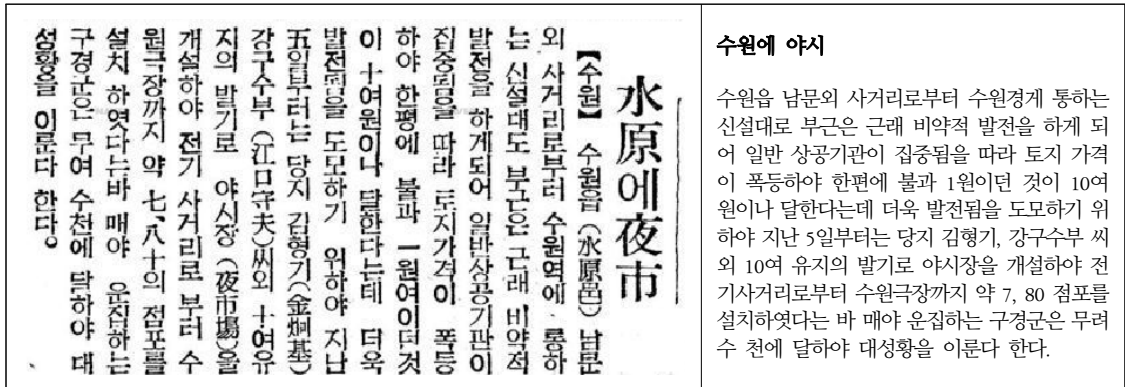 水原에夜市
【수원】 수원읍(水原邑) 남문
외 사거리로부터 수원역에 통하
는 신설대도 부근은 근래 비약적
발전을 하게되어 일반상공기관이
집중됨을 따라 토지가격이 폭등
하야 한평에 불과 一원여이던것
이 十여원이나 달한다는데 더욱
발전됨을 도모하기 위하야 지난
五일부터는 당지 김형기(金炯基)
강구수부(江口守夫)氏외 十여유
지의 발기로 야시장(夜市場)을
개설하야 전기 사거리로 부터 수
원극장까지 약 七、八十의 점포를
설치 하엿다는바 매야 운집하는
구경군은 무여 수천에 달하야 대
성황을 이룬다 한다。
수원에 야시
수원읍 남문외 사거리로부터 수원경게 통하는
신설대로 부근은 근래 비약적 발전을 하게 되
어 일반 상공기관이 집중됨을 따라 토지 가격
이 폭등하야 한편에 불과 1원이던 것이 10여
원이나 달한다는데 더욱 발전됨을 도모하기 위
하야 지난 5일부터는 당지 김형기, 강구수부 씨
외 10여 유지의 발기로 야시장을 개설하야 전
기사거리로부터 수원극장까지 약 7, 80 점포를
설치하엿다는 바 매야 운집하는 구경군은 무려
수 천에 달하야 대성황을 이룬다 한다.